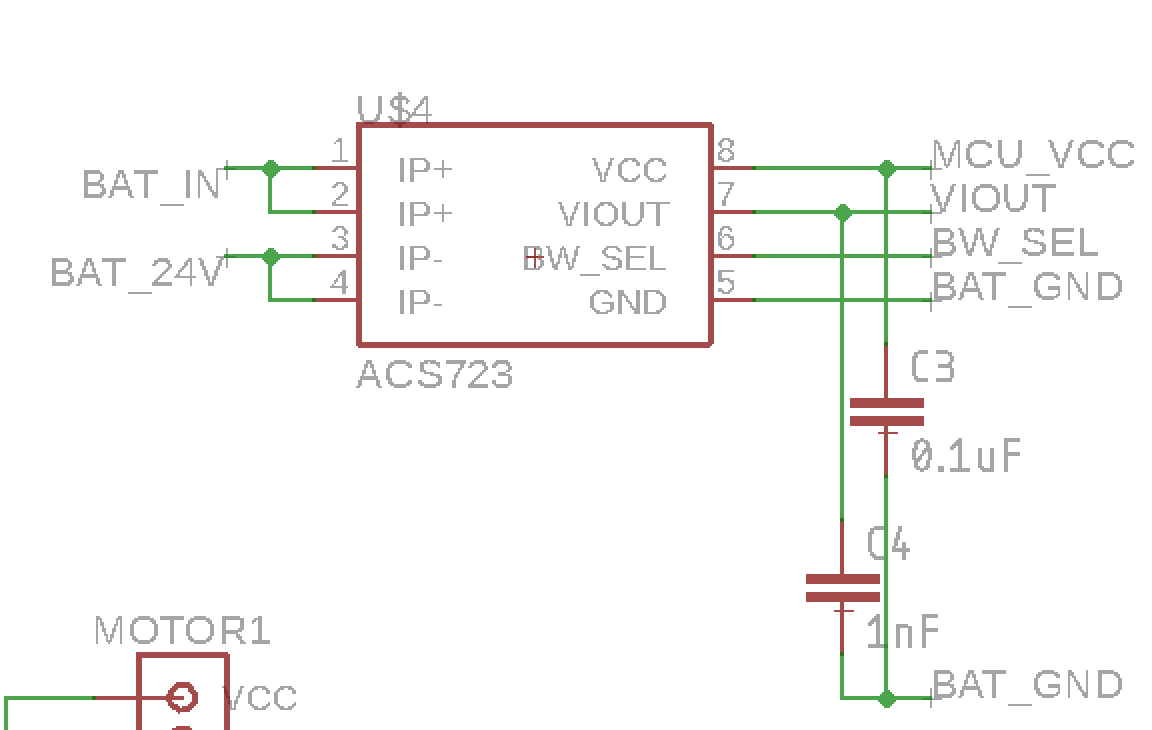 U$4
1 IP+ VCC 8 MCU_VCC
BAT_IN
2 IP+ VIOUT 7 VIOUT
3 IP- BW_SEL 6 BW_SEL
BAT_24V
4 IP- GND 5 BAT_GND
ACS723
C3
0.1uF
C4
1nF
MOTOR1
VCC
BAT_GND